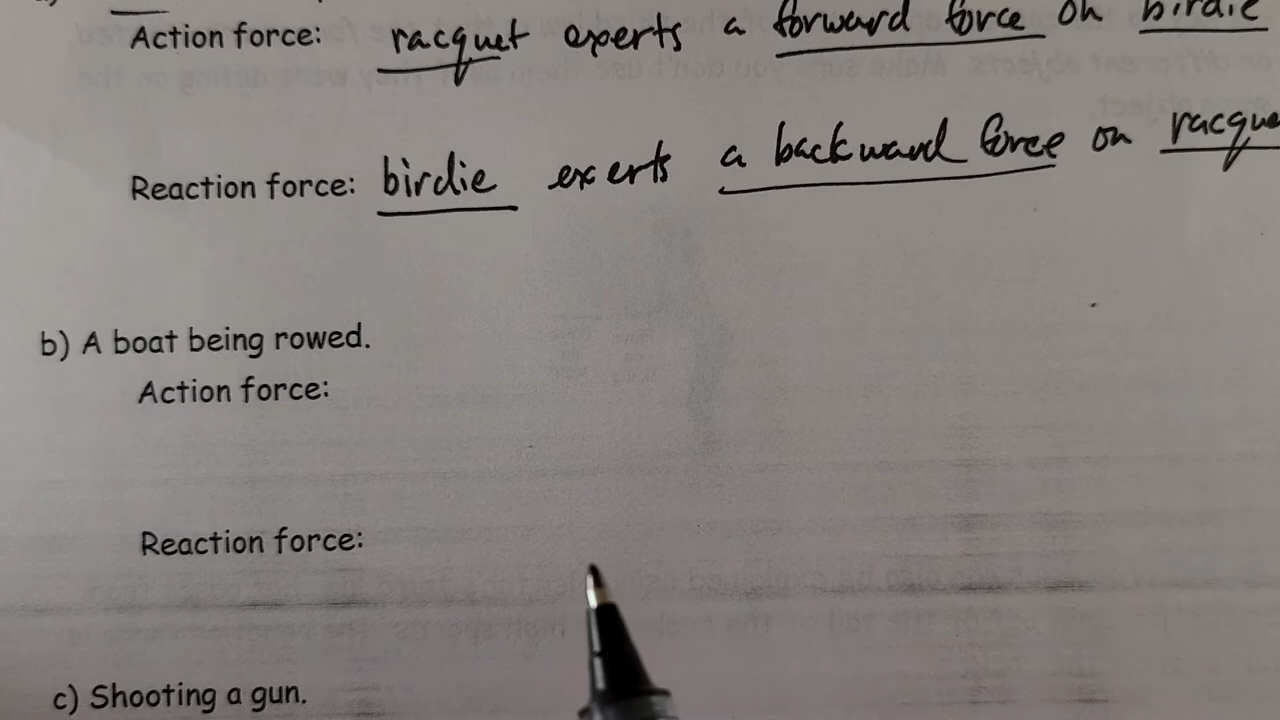 Action force: racquet experts a forward force on birdie
Reaction force: birdie exerts a backward force on racque
b) A boat being rowed.
Action force:
Reaction force:
c) Shooting a gun.